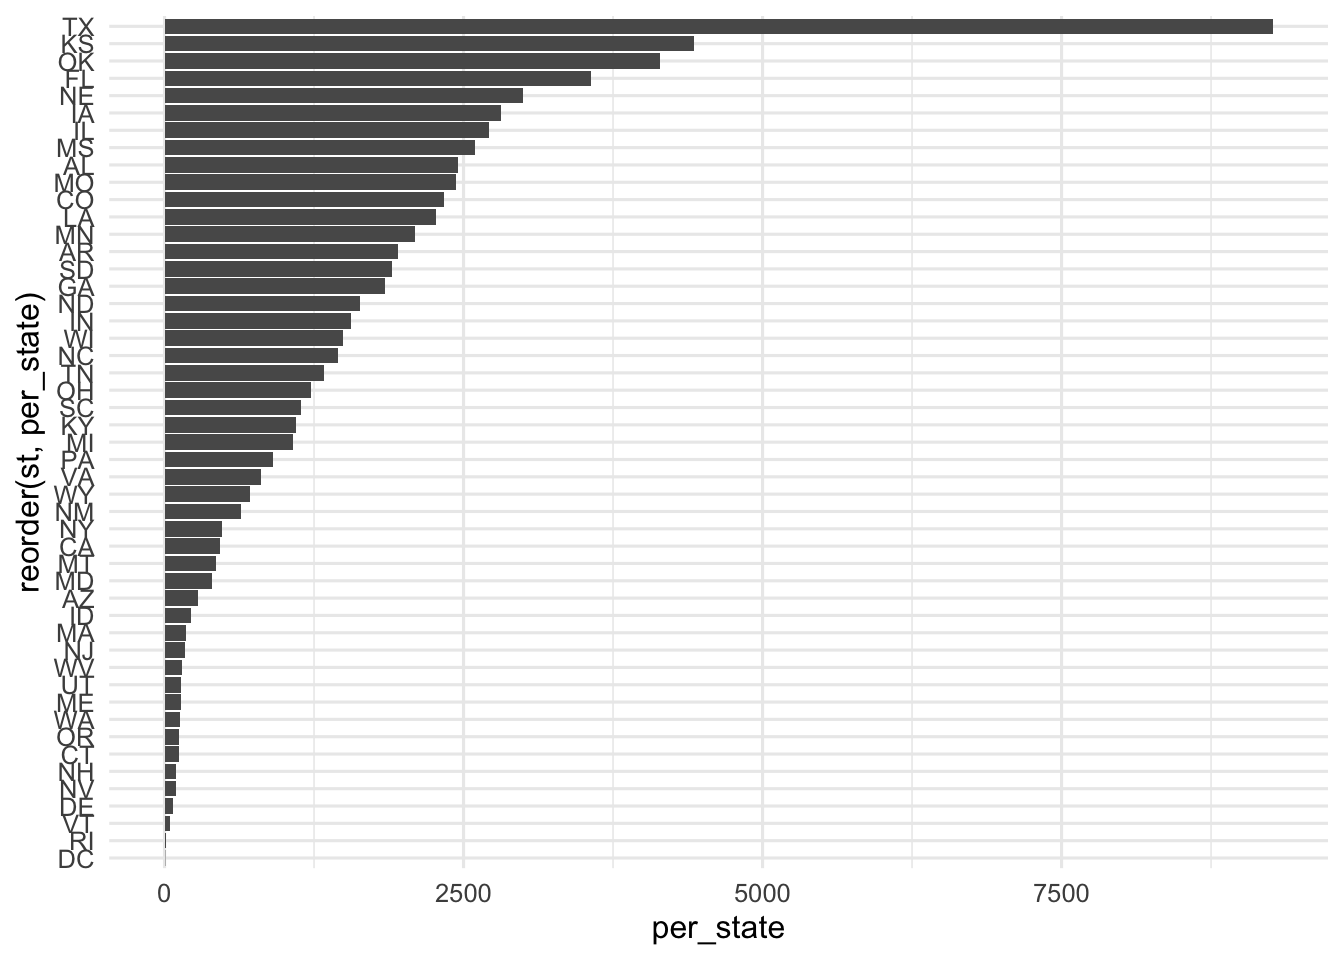 TX
KS
OK
FL
NE
IA
IL
MS
AL
MO
CO
LA
MN
AR
SD
GA
ND
IN
WI
NC
TN
OH
SC
KY
MI
PA
VA
WY
NM
NY
CA
MT
MD
AZ
ID
MA
NJ
WV
UT
ME
WA
OR
CT
NH
NV
DE
VT
RI
DC
reorder(st, per_state)
0 2500 5000 7500
per_state